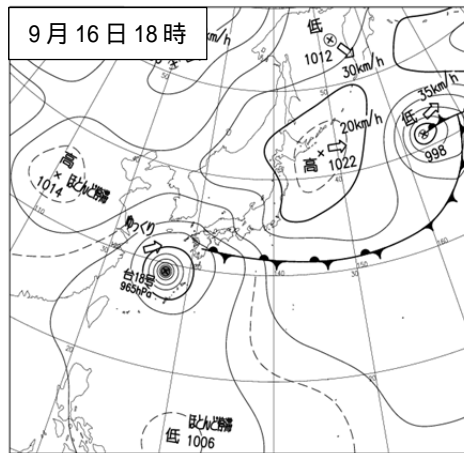 9月16日18時
低
1012
30km/h
km/h
35km/h
低
998
20km/h
高
1022
高
1014
ほとんど停滞
ゆっくり
台18号
965hPa
ほとんど停滞
低 1006